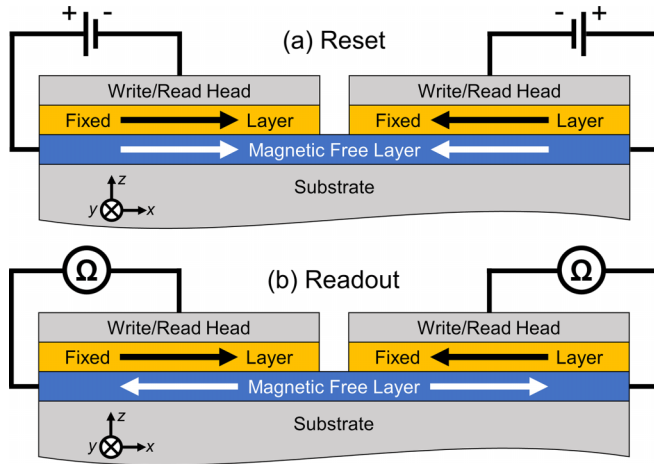 + - - +
(a) Reset
Write/Read Head Write/Read Head
Fixed Layer Fixed Layer
Magnetic Free Layer
Substrate
z
y x
Ω Ω
(b) Readout
Write/Read Head Write/Read Head
Fixed Layer Fixed Layer
Magnetic Free Layer
Substrate
z
y x